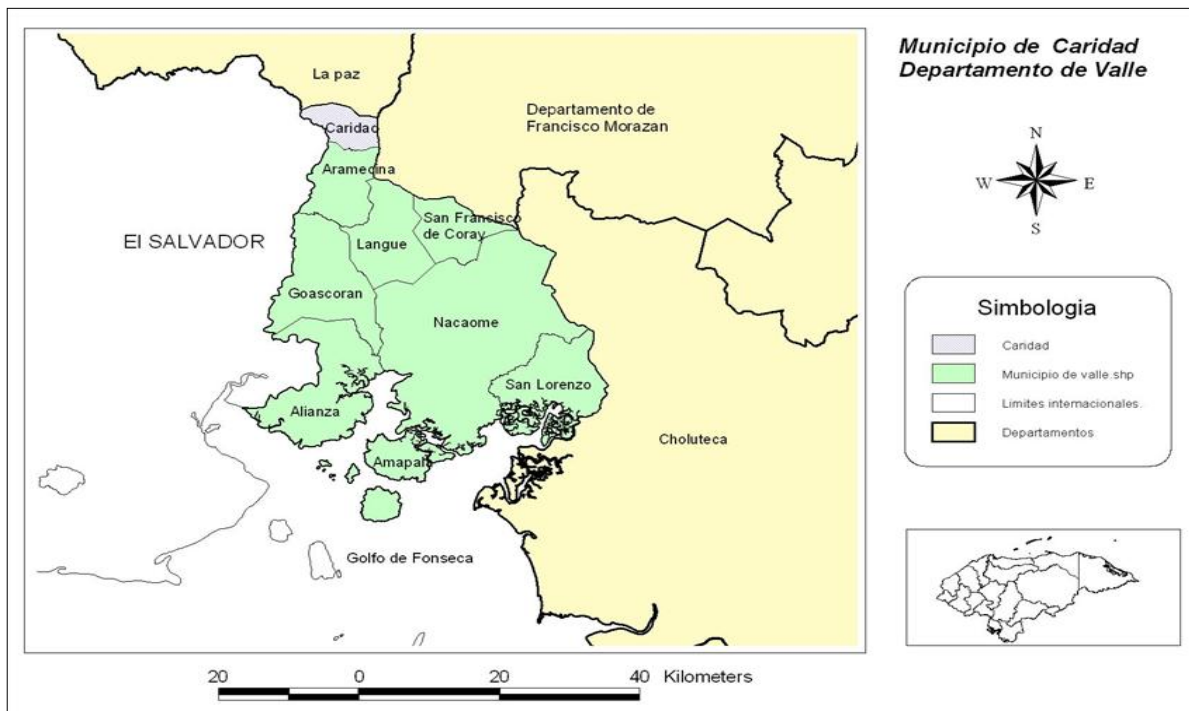 Municipio de Caridad
Departamento de Valle
La paz
Caridad
Departamento de
Francisco Morazan
Aramecina
San Francisco
de Coray
Langue
El SALVADOR
Goascoran
Nacaome
San Lorenzo
Alianza
Choluteca
Amapala
Golfo de Fonseca
N
W
E
S
Simbologia
Caridad
Municipio de valle.shp
Limites internacionales.
Departamentos
20
0
20
40
Kilometers